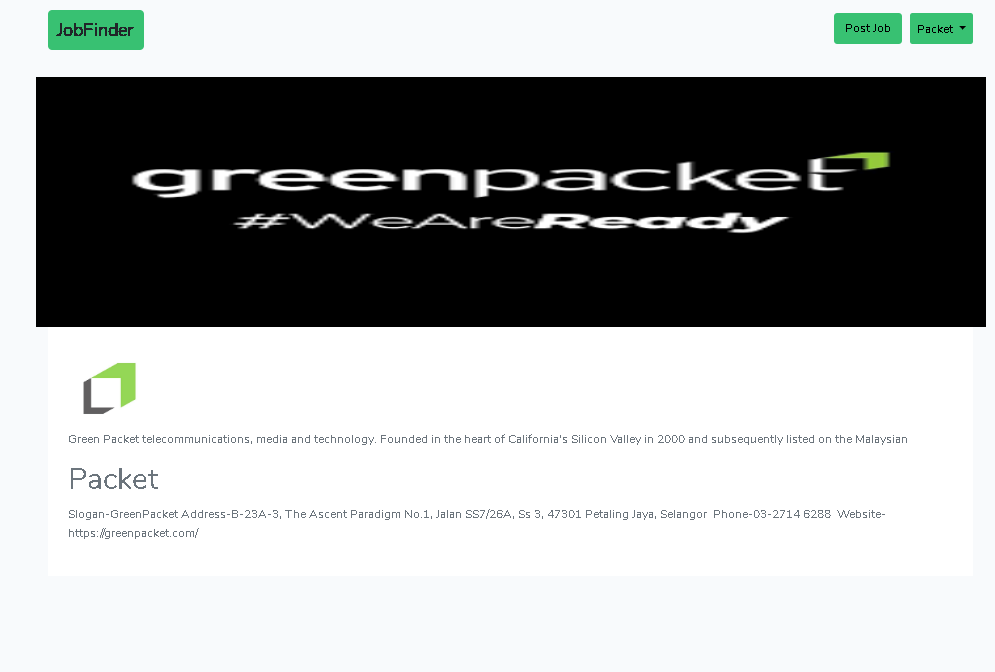 JobFinder
Post Job
Packet
greenpacket
#WeAreReady
Green Packet telecommunications, media and technology. Founded in the heart of California's Silicon Valley in 2000 and subsequently listed on the Malaysian
Packet
Slogan-GreenPacket Address-B-23A-3, The Ascent Paradigm No.1, Jalan SS7/26A, Ss 3, 47301 Petaling Jaya, Selangor  Phone-03-2714 6288  Website-
https://greenpacket.com/